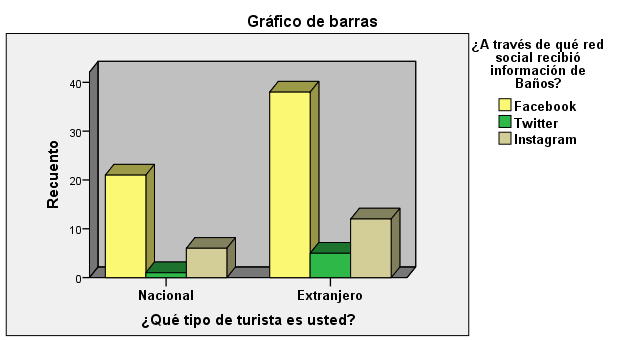 Gráfico de barras
¿A través de qué red
social recibió
información de
Baños?
Facebook
Twitter
Instagram
Recuento
40
30
20
10
0
Nacional
Extranjero
¿Qué tipo de turista es usted?